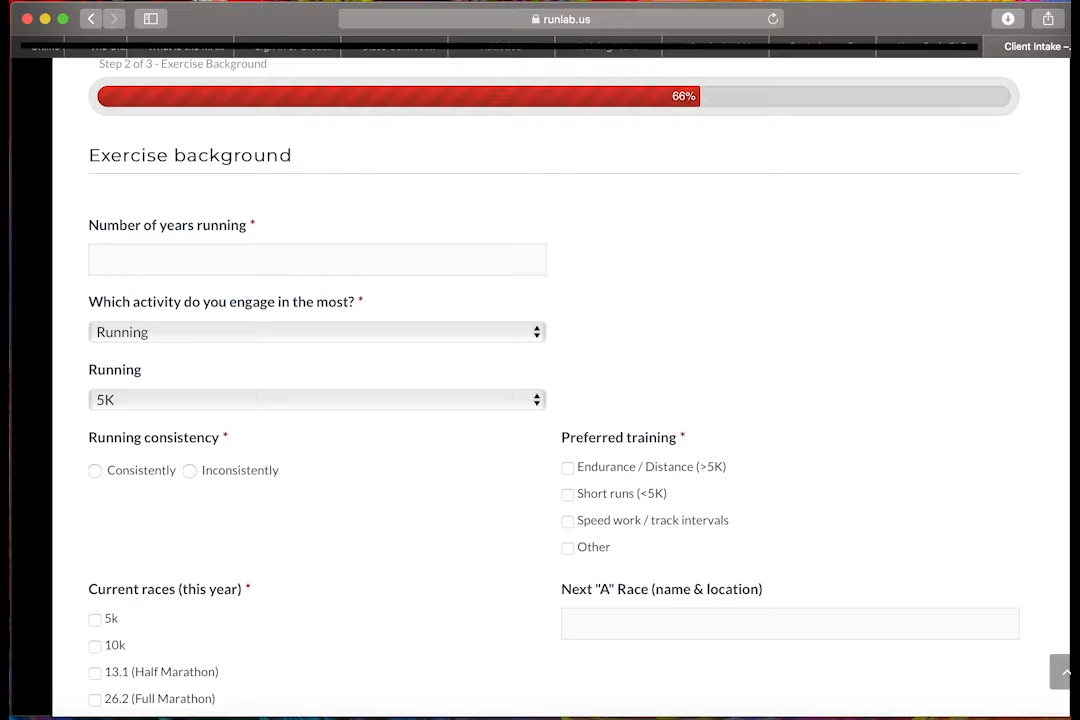 runlab.us
Client Intake –
Step 2 of 3 - Exercise Background
66%
Exercise background
Number of years running *
Which activity do you engage in the most? *
Running
Running
5K
Running consistency *
Consistently Inconsistently
Preferred training *
Endurance / Distance (>5K)
Short runs (<5K)
Speed work / track intervals
Other
Current races (this year) *
5k
10k
13.1 (Half Marathon)
26.2 (Full Marathon)
Next "A" Race (name & location)